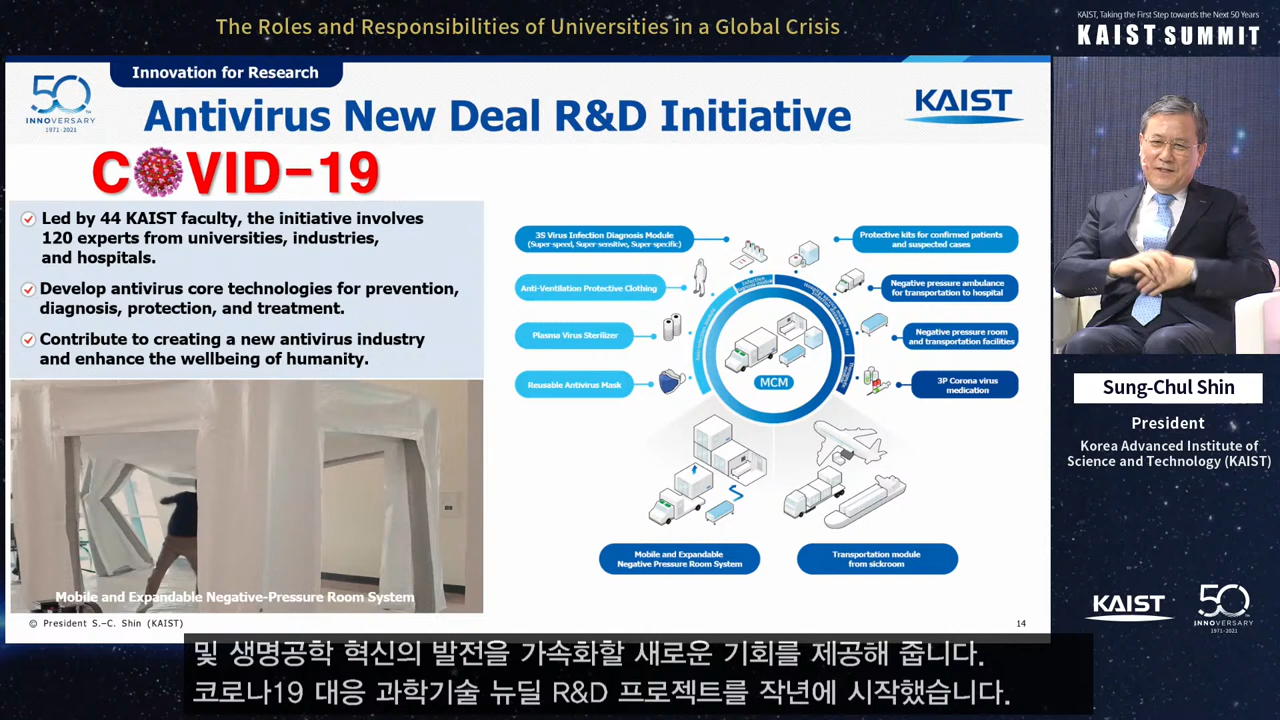 The Roles and Responsibilities of Universities in a Global Crisis
KAIST, Taking the First Step towards the Next 50 Years
KAIST SUMMIT
50
INNOVERSARY
1971-2021
Innovation for Research
Antivirus New Deal R&D Initiative
KAIST
COVID-19
Led by 44 KAIST faculty, the initiative involves
120 experts from universities, industries,
and hospitals.
Develop antivirus core technologies for prevention,
diagnosis, protection, and treatment.
Contribute to creating a new antivirus industry
and enhance the wellbeing of humanity.
Mobile and Expandable Negative-Pressure Room System
3S Virus Infection Diagnosis Module
(Super-speed, Super-sensitive, Super-specific)
Anti-Ventilation Protective Clothing
Plasma Virus Sterilizer
Reusable Antivirus Mask
Protective kits for confirmed patients
and suspected cases
Negative pressure ambulance
for transportation to hospital
Negative pressure room
and transportation facilities
3P Corona virus
medication
MCM
Mobile and Expandable
Negative Pressure Room System
Transportation module
from sickroom
© President S.-C. Shin (KAIST)
14
Sung-Chul Shin
President
Korea Advanced Institute of
Science and Technology (KAIST)
KAIST
50
INNOVERSARY
1971-2021
및 생명공학 혁신의 발전을 가속화할 새로운 기회를 제공해 줍니다.
코로나19 대응 과학기술 뉴딜 R&D 프로젝트를 작년에 시작했습니다.